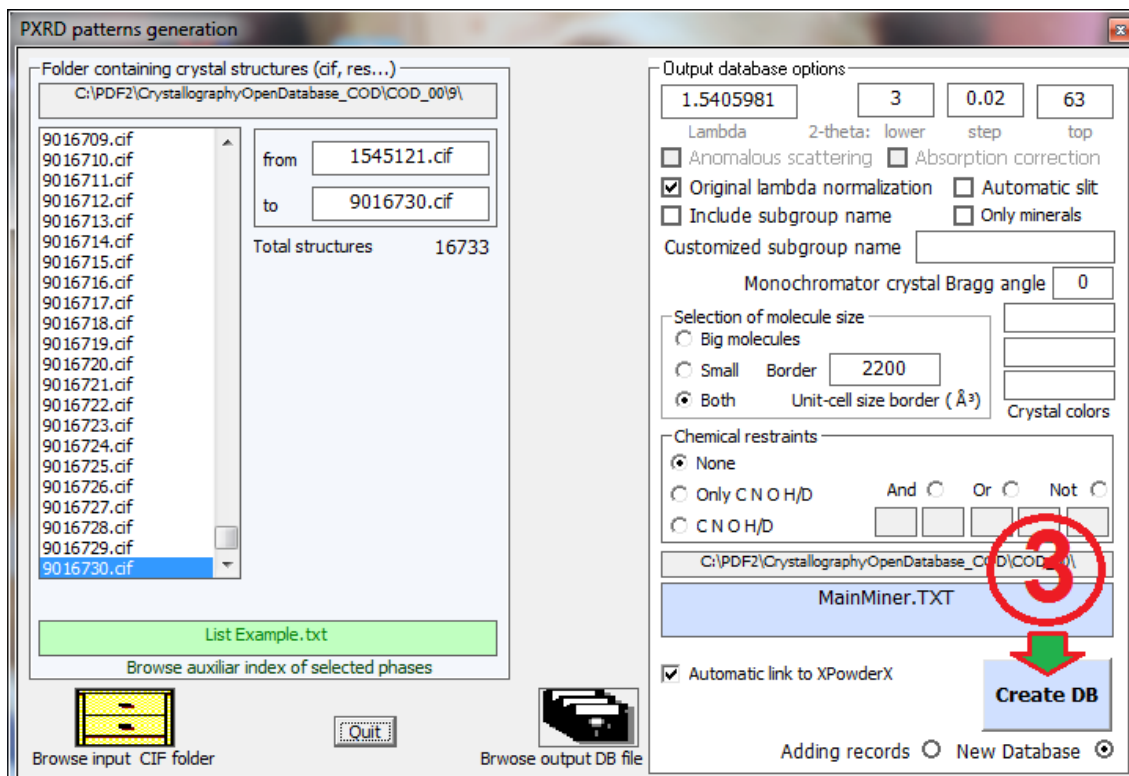 PXRD patterns generation
x
Folder containing crystal structures (cif, res...)
C:\PDF2\CrystallographyOpenDatabase_COD\COD_00\9\
9016709.cif
9016710.cif
9016711.cif
9016712.cif
9016713.cif
9016714.cif
9016715.cif
9016716.cif
9016717.cif
9016718.cif
9016719.cif
9016720.cif
9016721.cif
9016722.cif
9016723.cif
9016724.cif
9016725.cif
9016726.cif
9016727.cif
9016728.cif
9016729.cif
9016730.cif
from 1545121.cif
to 9016730.cif
Total structures 16733
List Example.txt
Browse auxiliar index of selected phases
Browse input CIF folder
Quit
Brwose output DB file
Output database options
1.5405981 3 0.02 63
Lambda 2-theta: lower step top
Anomalous scattering Absorption correction
Original lambda normalization Automatic slit
Include subgroup name Only minerals
Customized subgroup name
Monochromator crystal Bragg angle 0
Selection of molecule size
Big molecules
Small Border 2200
Both Unit-cell size border ( Å³)
Crystal colors
Chemical restraints
None
Only C N O H/D And Or Not
C N O H/D
C:\PDF2\CrystallographyOpenDatabase_COD\COD_00\
3
MainMiner.TXT
Automatic link to XPowderX
Create DB
Adding records New Database